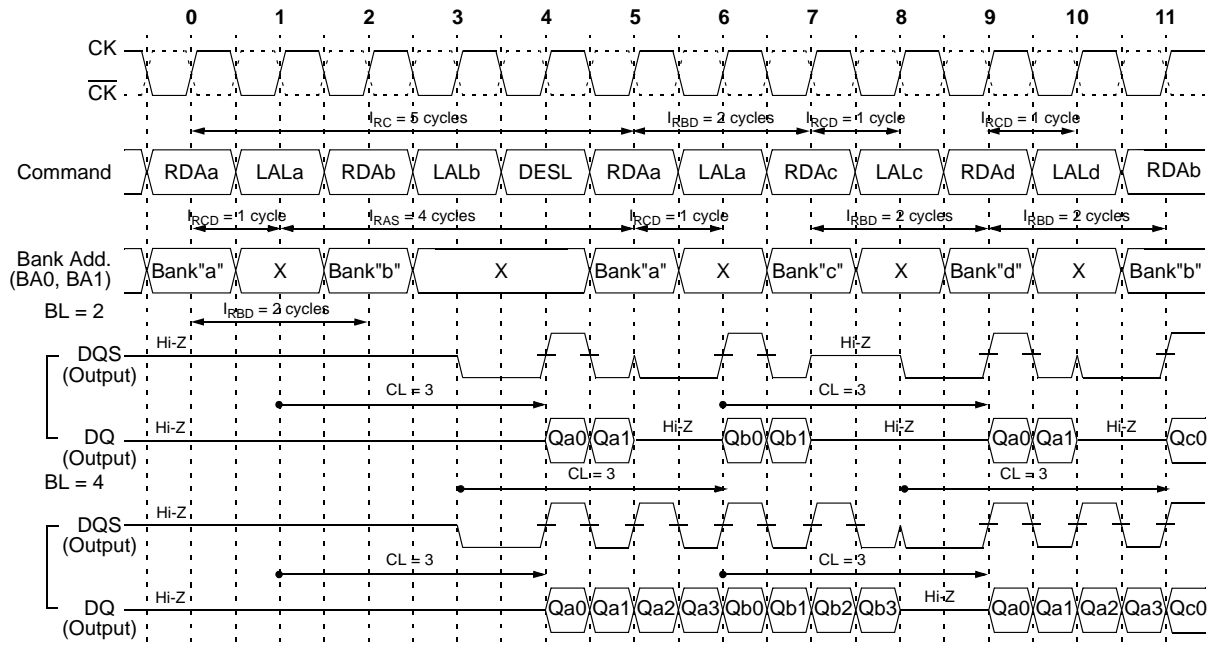 0 1 2 3 4 5 6 7 8 9 10 11
CK
CK
IRC = 5 cycles IRBD = 2 cycles IRCD = 1 cycle IRCD = 1 cycle
Command RDAa LALa RDAb LALb DESL RDAa LALa RDAc LALc RDAd LALd RDAb
IRCD = 1 cycle IRAS = 4 cycles IRCD = 1 cycle IRBD = 2 cycles IRBD = 2 cycles
Bank Add.
(BA0, BA1)
Bank"a" X Bank"b" X Bank"a" X Bank"c" X Bank"d" X Bank"b"
BL = 2
IRBD = 2 cycles
Hi-Z Hi-Z
DQS
(Output)
CL = 3 CL = 3
DQ
(Output)
Hi-Z Qa0 Qa1 Hi-Z Qb0 Qb1 Hi-Z Qa0 Qa1 Hi-Z Qc0
BL = 4
CL = 3 CL = 3
Hi-Z
DQS
(Output)
CL = 3 CL = 3
DQ
(Output)
Hi-Z Qa0 Qa1 Qa2 Qa3 Qb0 Qb1 Qb2 Qb3 Hi-Z Qa0 Qa1 Qa2 Qa3 Qc0